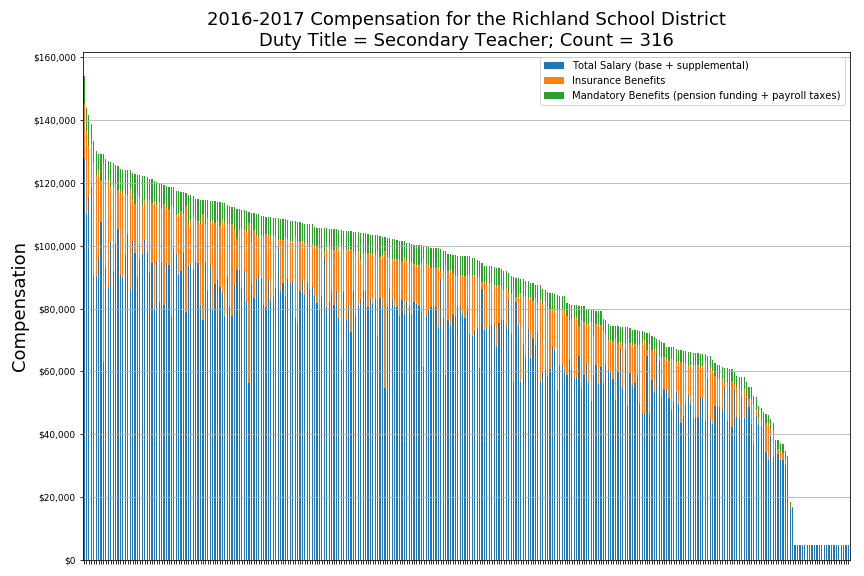 2016-2017 Compensation for the Richland School District
Duty Title = Secondary Teacher; Count = 316
$160,000
$140,000
$120,000
$100,000
$80,000
$60,000
$40,000
$20,000
$0
Compensation
Total Salary (base + supplemental)
Insurance Benefits
Mandatory Benefits (pension funding + payroll taxes)